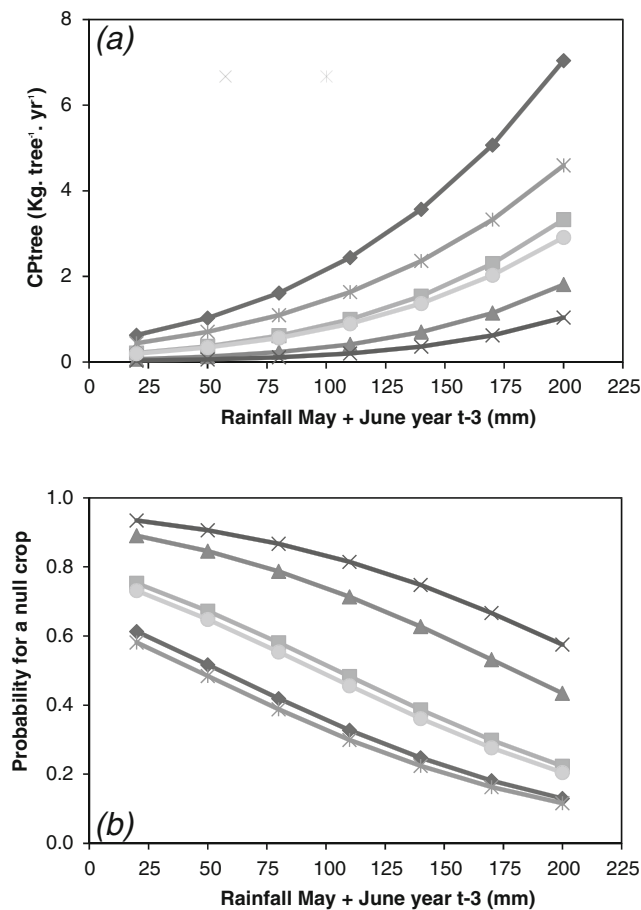 (a)
8
6
4
2
0
CPtree (Kg. tree⁻¹. yr⁻¹)
0 25 50 75 100 125 150 175 200 225
Rainfall May + June year t-3 (mm)
1.0
0.8
0.6
0.4
0.2
0.0
Probability for a null crop
(b)
0 25 50 75 100 125 150 175 200 225
Rainfall May + June year t-3 (mm)